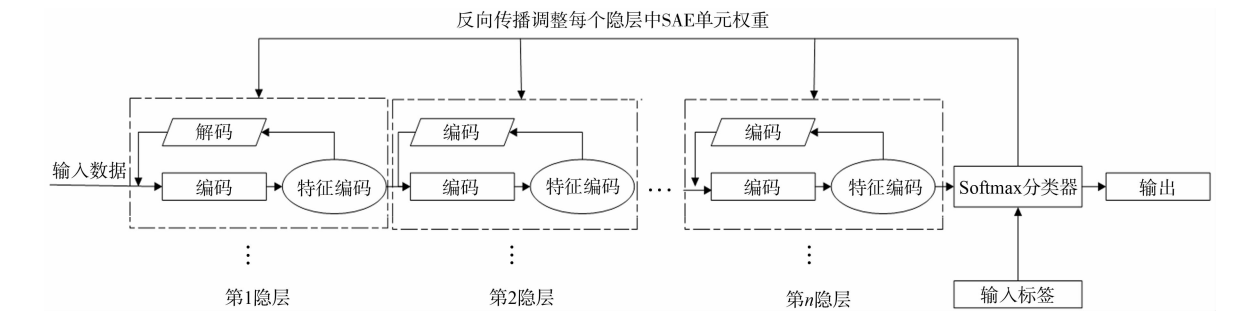 反向传播调整每个隐层中SAE单元权重
解码
编码
编码
输入数据
编码
特征编码
编码
特征编码
…
编码
特征编码
Softmax分类器
输出
⋮
⋮
⋮
第1隐层
第2隐层
第n隐层
输入标签